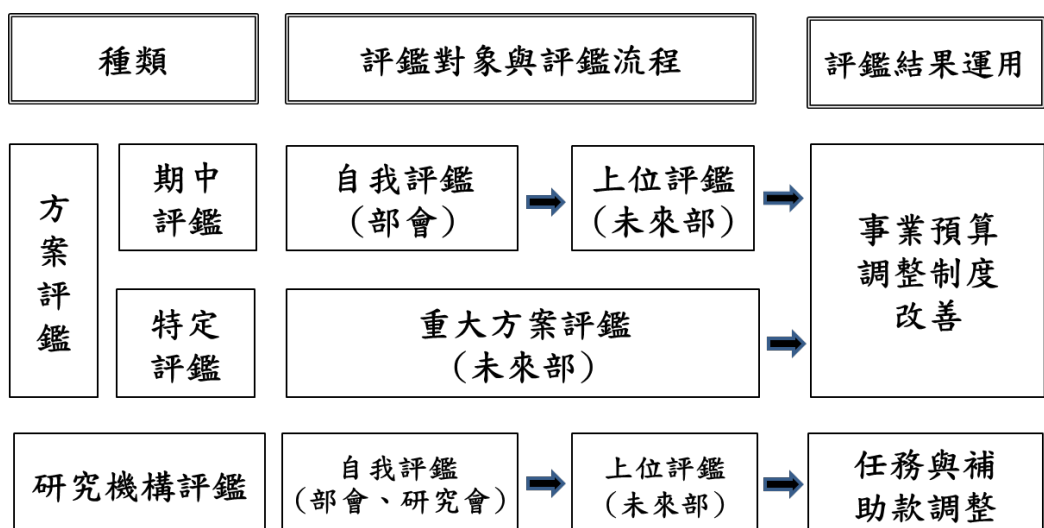 種類
評鑑對象與評鑑流程
評鑑結果運用
方
案
評
鑑
期中
評鑑
自我評鑑
(部會)
上位評鑑
(未來部)
事業預算
調整制度
改善
特定
評鑑
重大方案評鑑
(未來部)
研究機構評鑑
自我評鑑
(部會、研究會)
上位評鑑
(未來部)
任務與補
助款調整